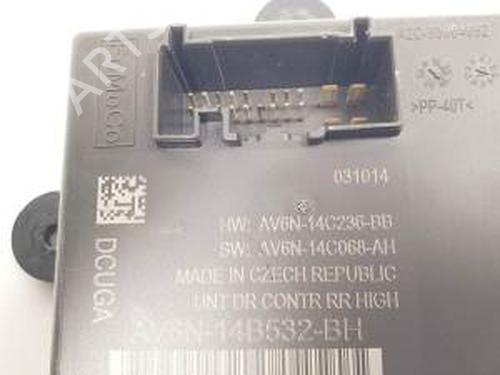 FoMoCo
>PP-40T<
031014
HW: AV6N-14C236-BB
SW: AV6N-14C068-AH
MADE IN CZECH REPUBLIC
UNT DR CONTR RR HIGH
AV6N-14B532-BH
DCUGA